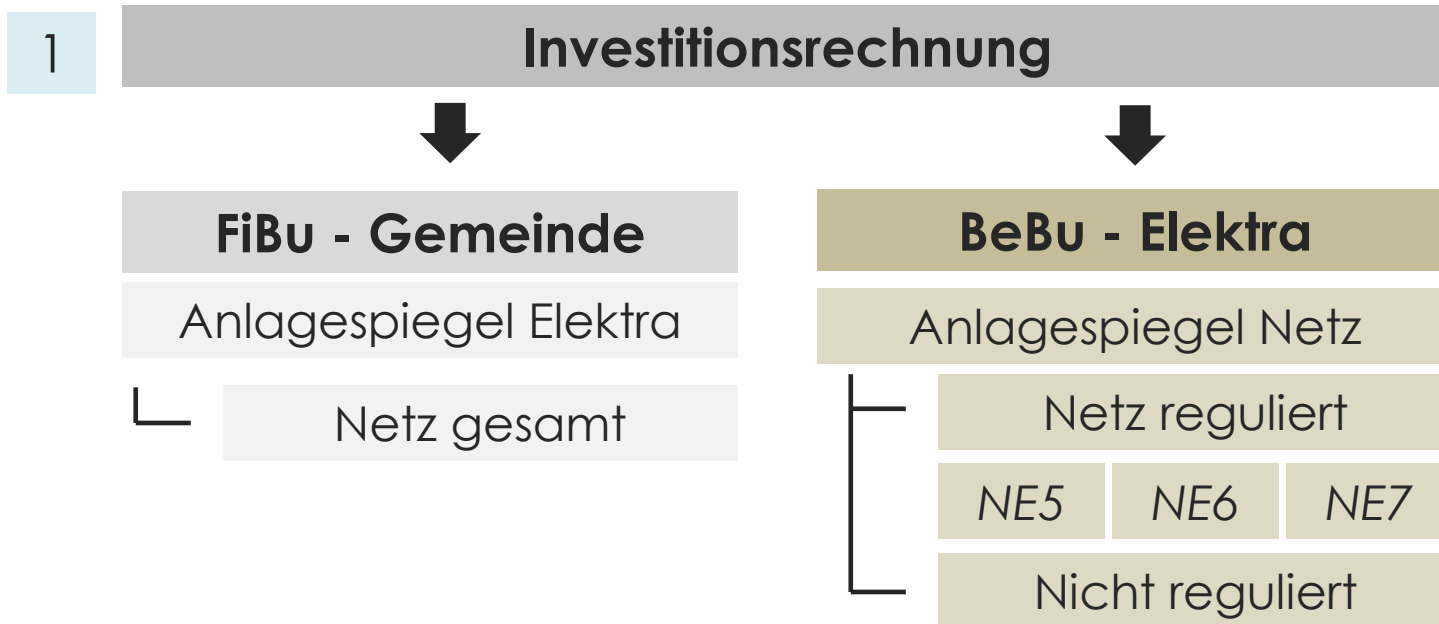 1
Investitionsrechnung
FiBu - Gemeinde
Anlagespiegel Elektra
Netz gesamt
BeBu - Elektra
Anlagespiegel Netz
Netz reguliert
NE5 NE6 NE7
Nicht reguliert